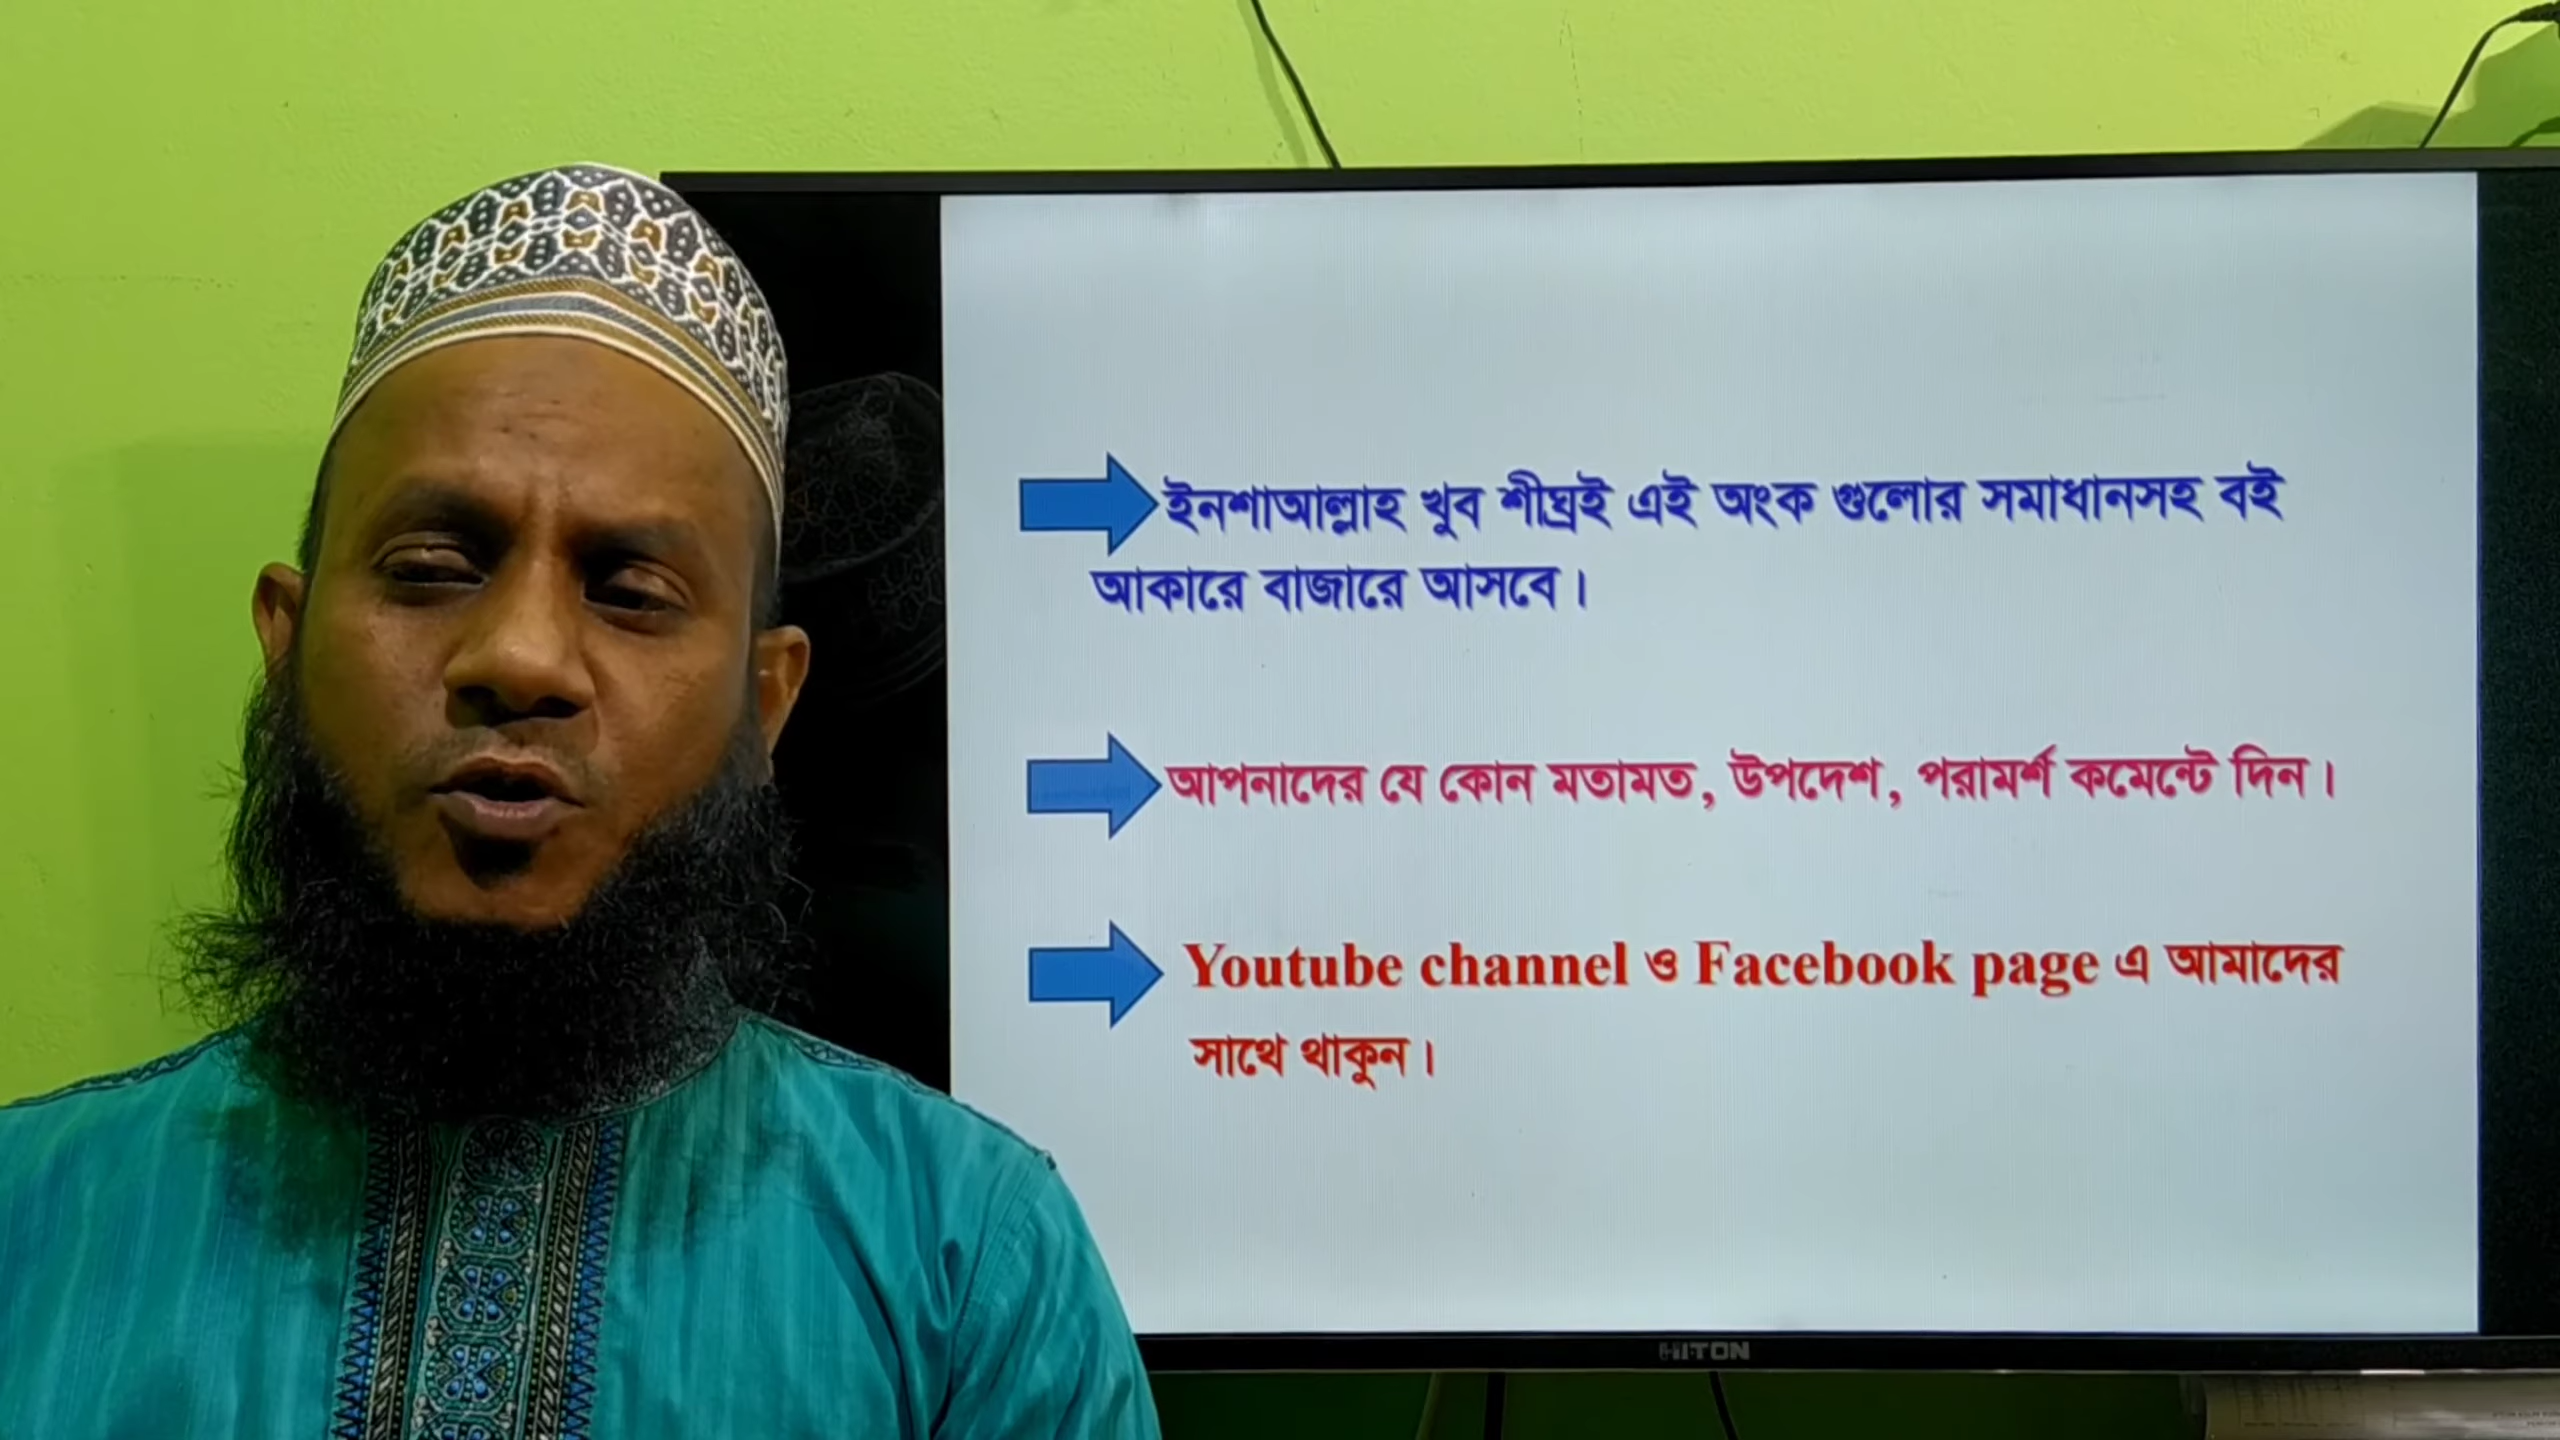 ইনশাআল্লাহ খুব শীঘ্রই এই অংক গুলোর সমাধানসহ বই
আকারে বাজারে আসবে।
আপনাদের যে কোন মতামত, উপদেশ, পরামর্শ কমেন্টে দিন।
Youtube channel ও Facebook page এ আমাদের
সাথে থাকুন।
HITON